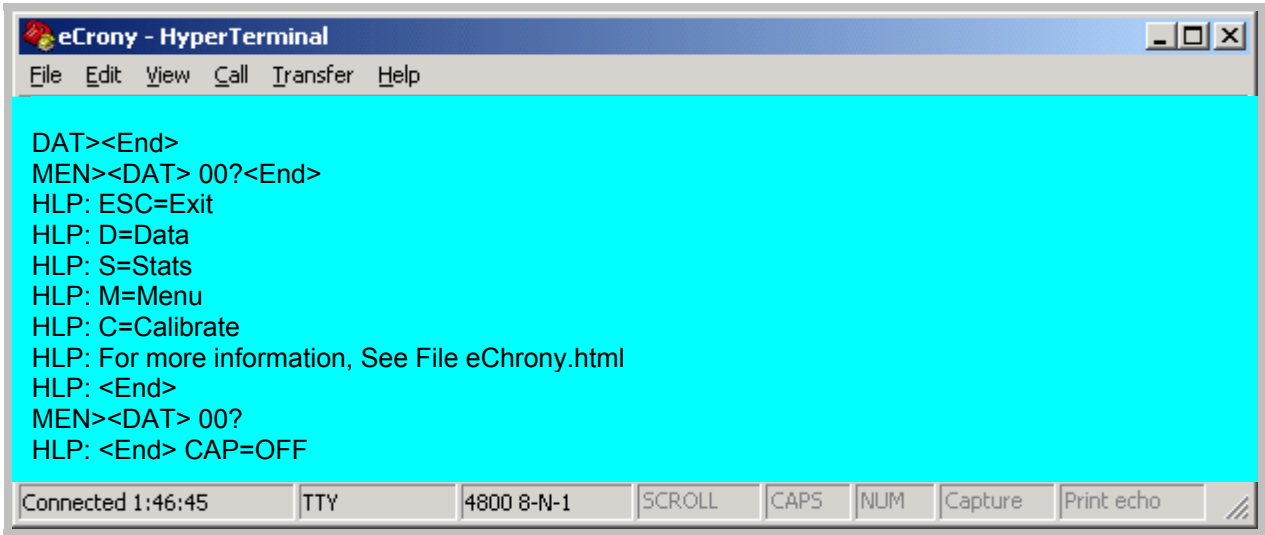 eCrony - HyperTerminal
File Edit View Call Transfer Help
DAT><End>
MEN><DAT> 00?<End>
HLP: ESC=Exit
HLP: D=Data
HLP: S=Stats
HLP: M=Menu
HLP: C=Calibrate
HLP: For more information, See File eChrony.html
HLP: <End>
MEN><DAT> 00?
HLP: <End> CAP=OFF
Connected 1:46:45 TTY 4800 8-N-1 SCROLL CAPS NUM Capture Print echo